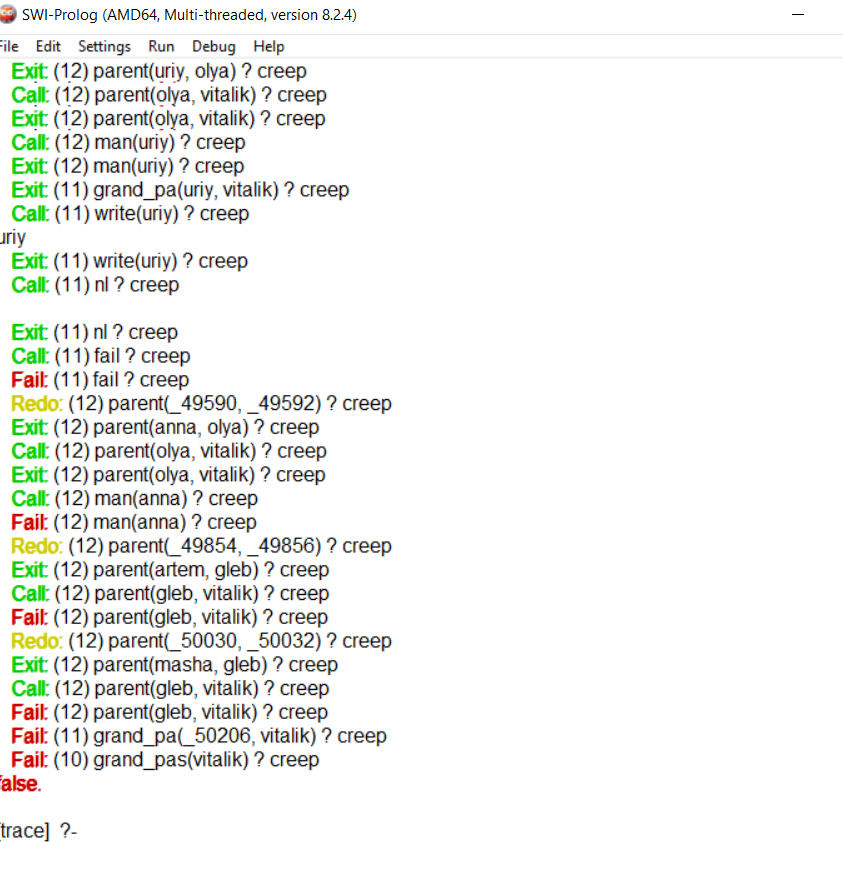 SWI-Prolog (AMD64, Multi-threaded, version 8.2.4)
File Edit Settings Run Debug Help
Exit: (12) parent(uriy, olya) ? creep
Call: (12) parent(olya, vitalik) ? creep
Exit: (12) parent(olya, vitalik) ? creep
Call: (12) man(uriy) ? creep
Exit: (12) man(uriy) ? creep
Exit: (11) grand_pa(uriy, vitalik) ? creep
Call: (11) write(uriy) ? creep
uriy
Exit: (11) write(uriy) ? creep
Call: (11) nl ? creep
Exit: (11) nl ? creep
Call: (11) fail ? creep
Fail: (11) fail ? creep
Redo: (12) parent(_49590, _49592) ? creep
Exit: (12) parent(anna, olya) ? creep
Call: (12) parent(olya, vitalik) ? creep
Exit: (12) parent(olya, vitalik) ? creep
Call: (12) man(anna) ? creep
Fail: (12) man(anna) ? creep
Redo: (12) parent(_49854, _49856) ? creep
Exit: (12) parent(artem, gleb) ? creep
Call: (12) parent(gleb, vitalik) ? creep
Fail: (12) parent(gleb, vitalik) ? creep
Redo: (12) parent(_50030, _50032) ? creep
Exit: (12) parent(masha, gleb) ? creep
Call: (12) parent(gleb, vitalik) ? creep
Fail: (12) parent(gleb, vitalik) ? creep
Fail: (11) grand_pa(_50206, vitalik) ? creep
Fail: (10) grand_pas(vitalik) ? creep
false.
[trace] ?-